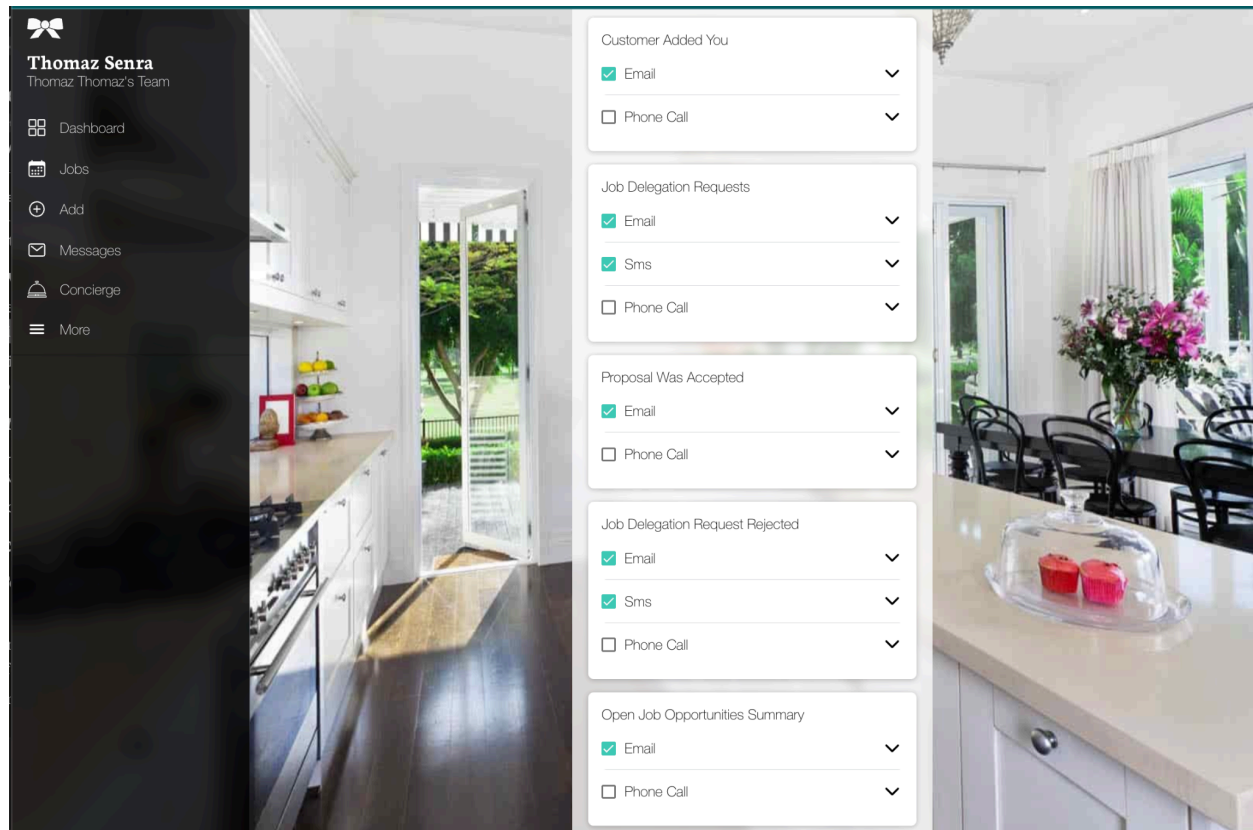 Thomaz Senra
Thomaz Thomaz's Team
Dashboard
Jobs
Add
Messages
Concierge
More
Customer Added You
Email
Phone Call
Job Delegation Requests
Email
Sms
Phone Call
Proposal Was Accepted
Email
Phone Call
Job Delegation Request Rejected
Email
Sms
Phone Call
Open Job Opportunities Summary
Email
Phone Call